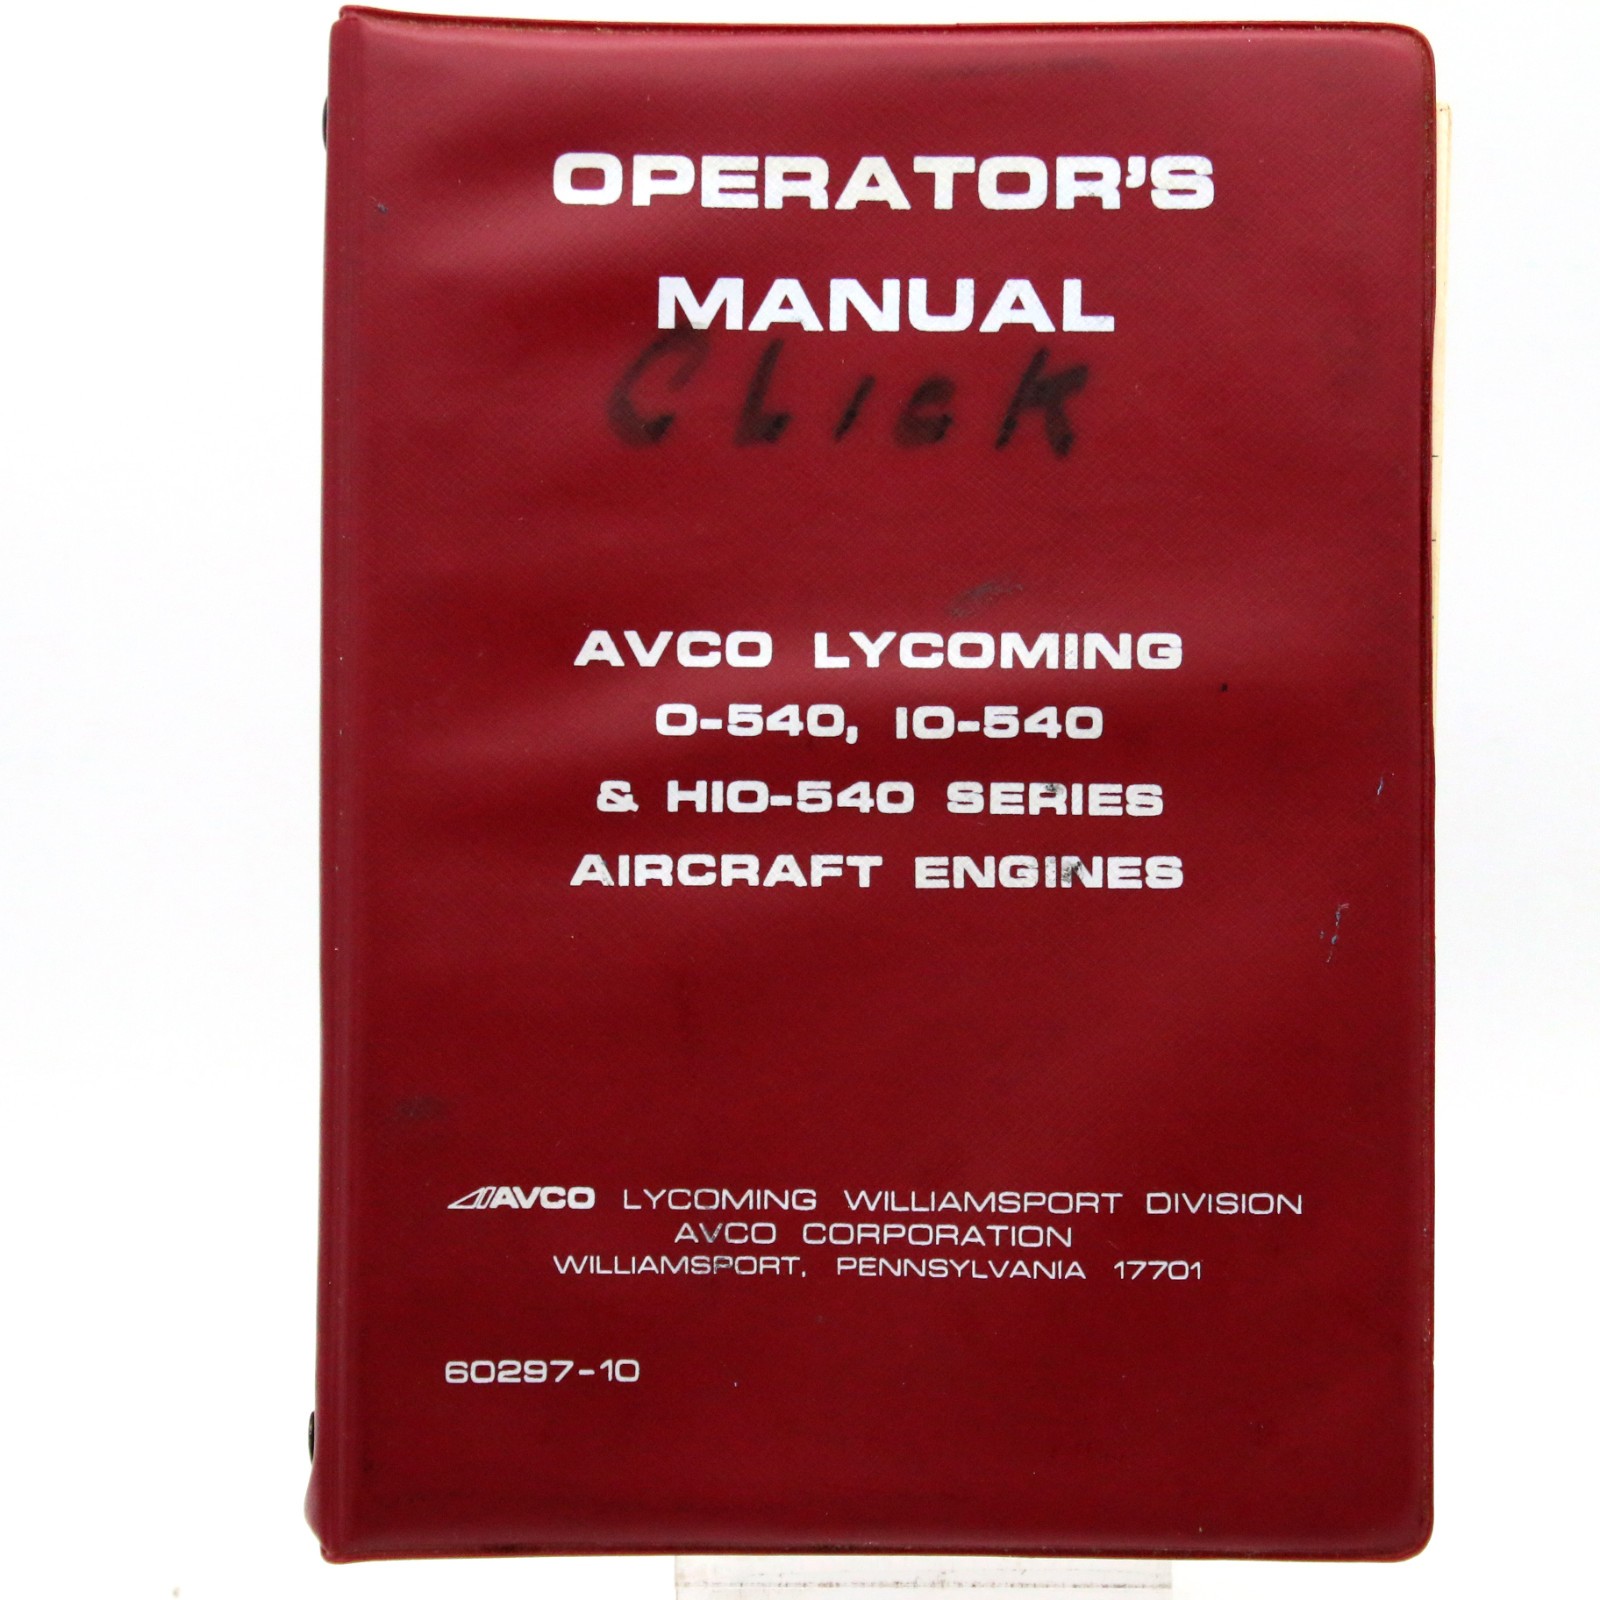 OPERATOR'S
MANUAL
Click
AVCO LYCOMING
O-540, IO-540
& HIO-540 SERIES
AIRCRAFT ENGINES
AVCO LYCOMING WILLIAMSPORT DIVISION
AVCO CORPORATION
WILLIAMSPORT, PENNSYLVANIA 17701
60297-10